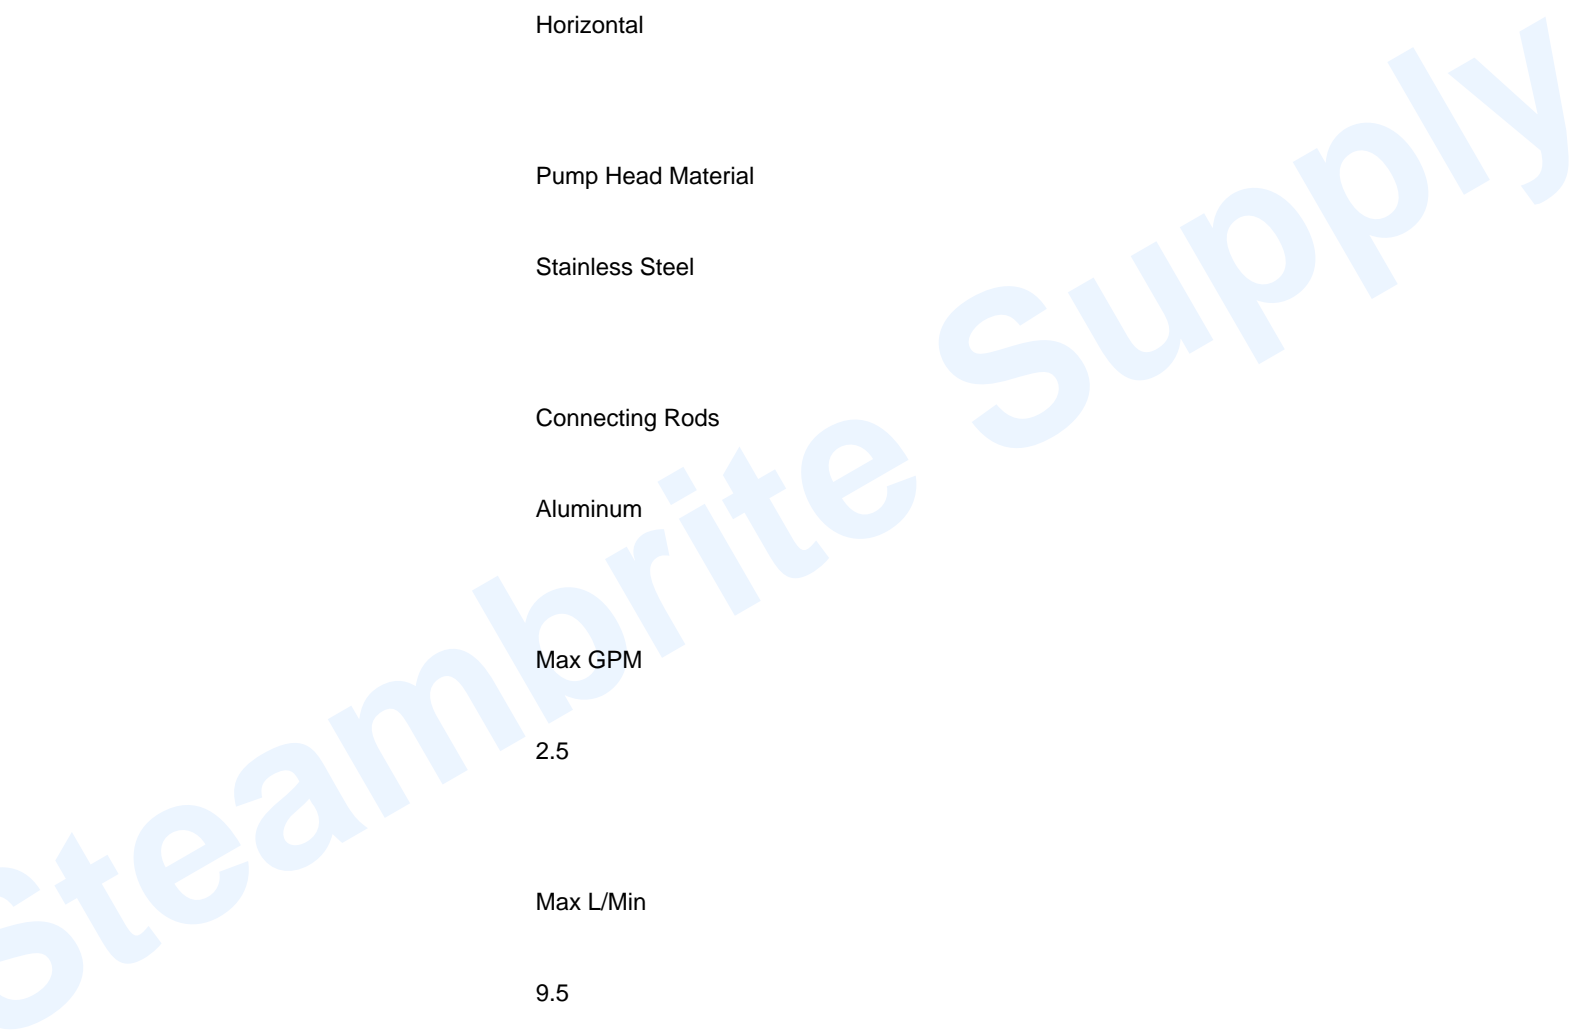 Horizontal
Pump Head Material
Stainless Steel
Connecting Rods
Aluminum
Max GPM
2.5
Max L/Min
9.5
Steambrite Supply